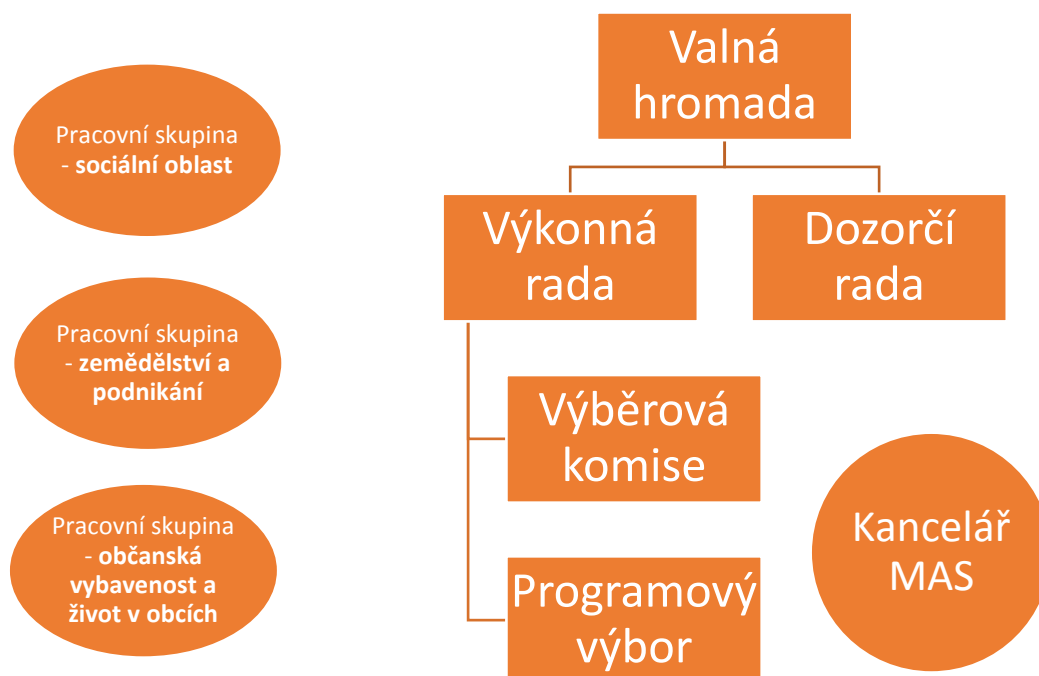 Valná
hromada
Pracovní skupina
- sociální oblast
Výkonná
rada
Dozorčí
rada
Pracovní skupina
- zemědělství a
podnikání
Výběrová
komise
Kancelář
MAS
Pracovní skupina
- občanská
vybavenost a
život v obcích
Programový
výbor